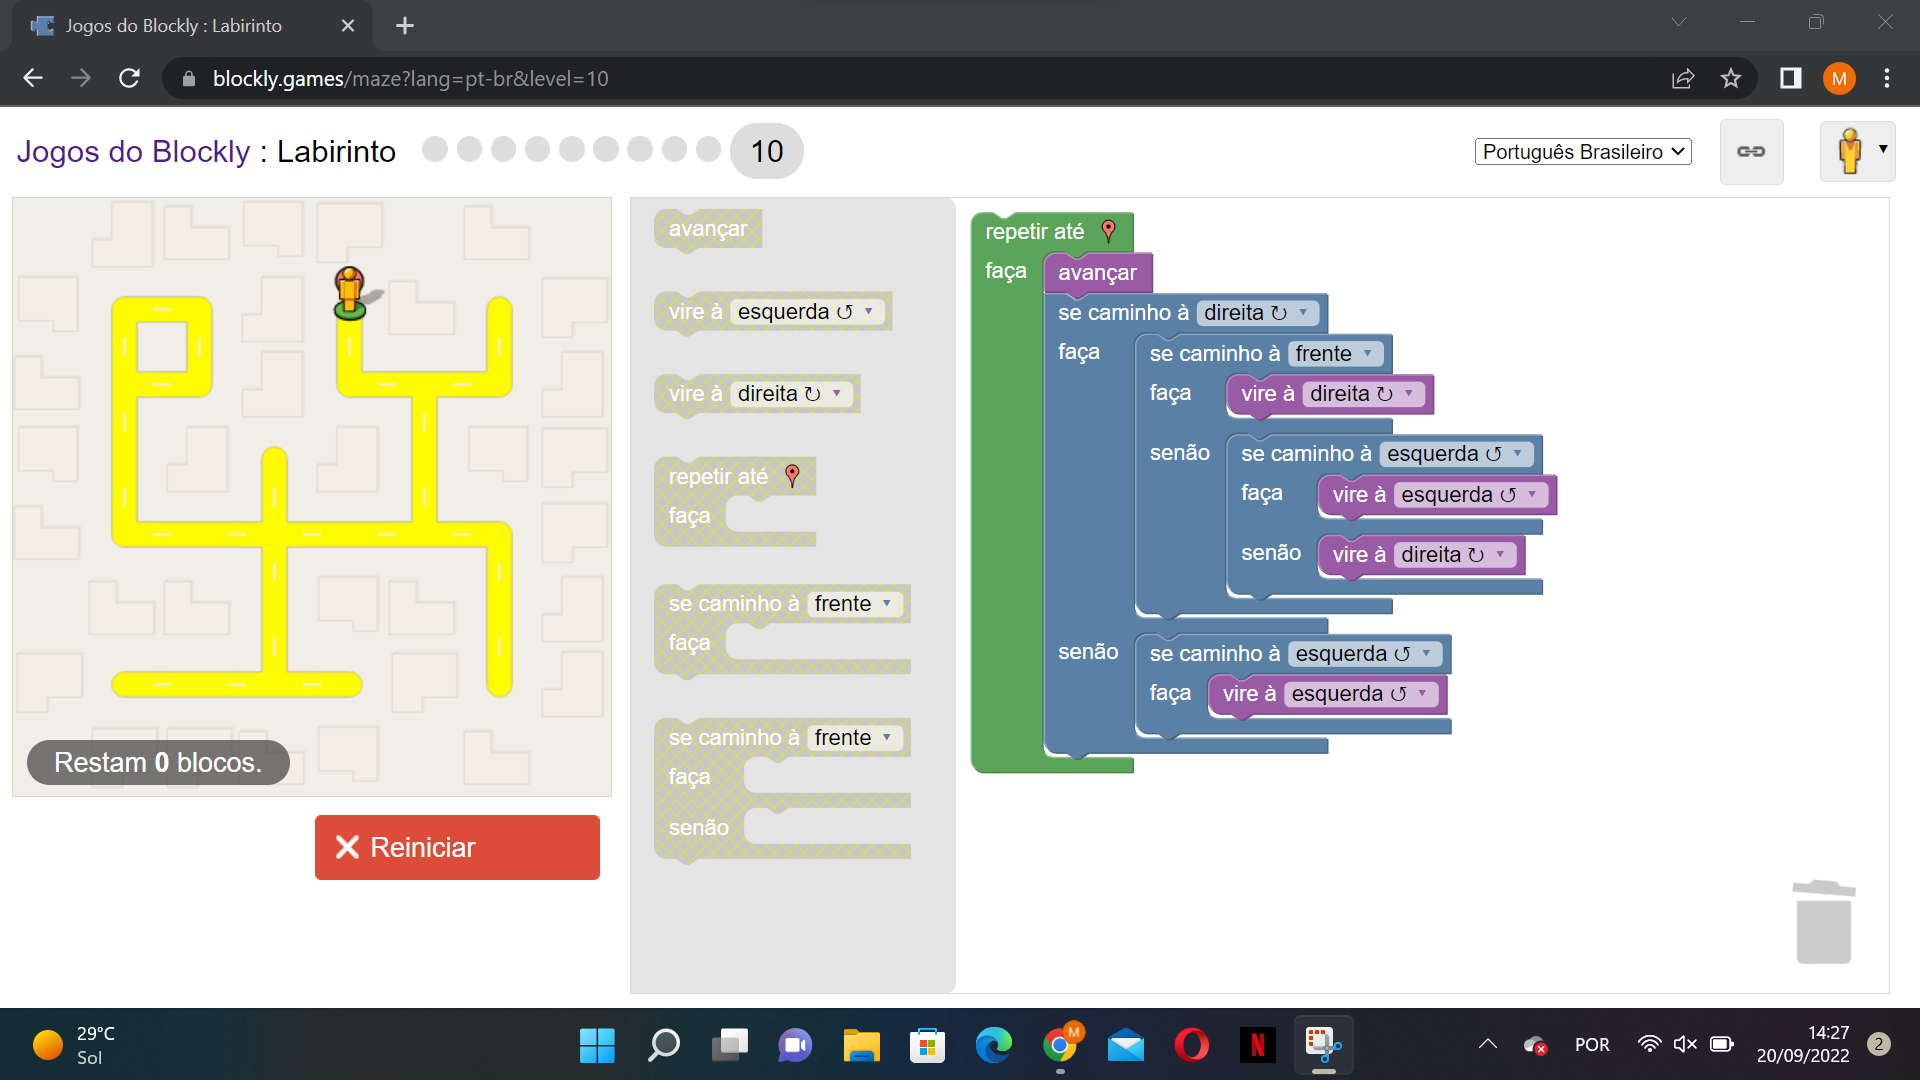 Jogos do Blockly : Labirinto
blockly.games/maze?lang=pt-br&level=10
M
Jogos do Blockly : Labirinto
10
Português Brasileiro
avançar
vire à esquerda ↺
vire à direita ↻
repetir até
faça
se caminho à frente
faça
se caminho à frente
faça
senão
repetir até
faça
avançar
se caminho à direita ↻
faça
se caminho à frente
faça
vire à direita ↻
senão
se caminho à esquerda ↺
faça
vire à esquerda ↺
senão
vire à direita ↻
senão
se caminho à esquerda ↺
faça
vire à esquerda ↺
Restam 0 blocos.
Reiniciar
29°C
Sol
M
N
POR
14:27
20/09/2022
2